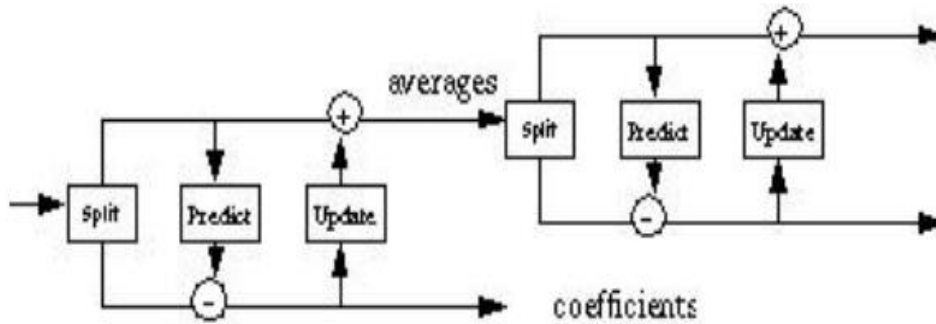 averages
Split
Predict
Update
Split
Predict
Update
coefficients